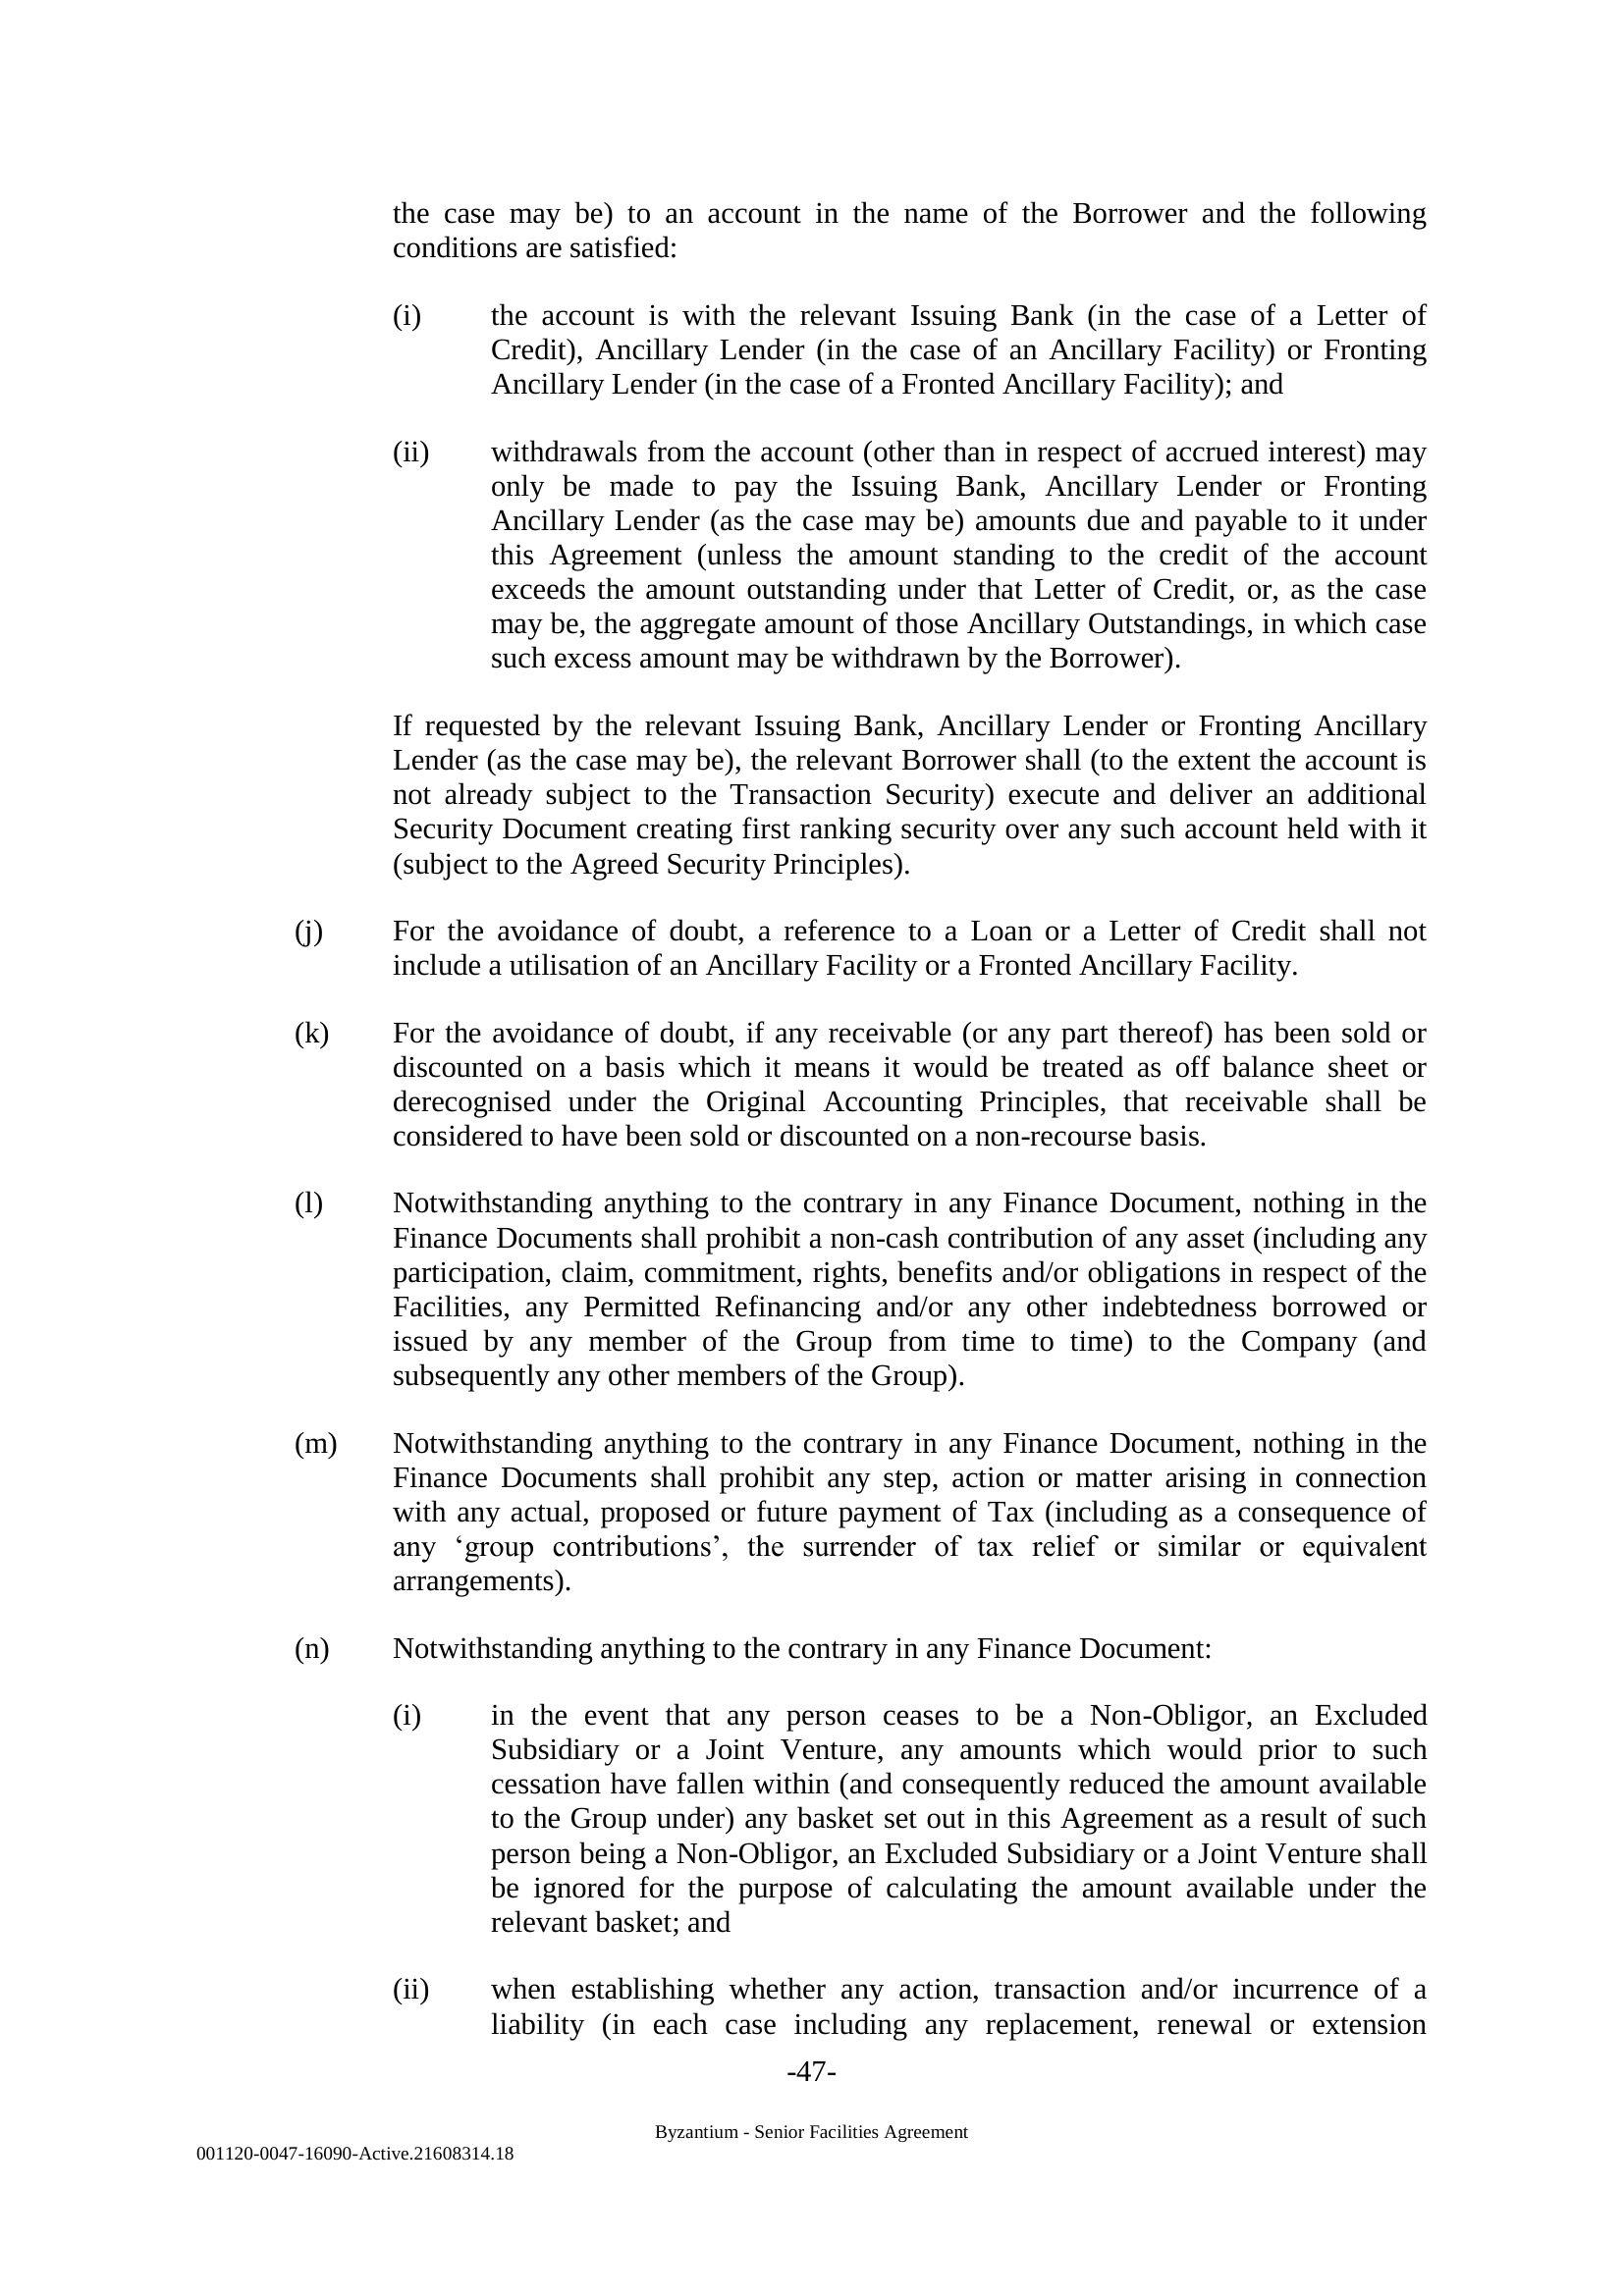 the case may be) to an account in the name of the Borrower and the following
conditions are satisfied:
(i) the account is with the relevant Issuing Bank (in the case of a Letter of
Credit), Ancillary Lender (in the case of an Ancillary Facility) or Fronting
Ancillary Lender (in the case of a Fronted Ancillary Facility); and
(ii) withdrawals from the account (other than in respect of accrued interest) may
only be made to pay the Issuing Bank, Ancillary Lender or Fronting
Ancillary Lender (as the case may be) amounts due and payable to it under
this Agreement (unless the amount standing to the credit of the account
exceeds the amount outstanding under that Letter of Credit, or, as the case
may be, the aggregate amount of those Ancillary Outstandings, in which case
such excess amount may be withdrawn by the Borrower).
If requested by the relevant Issuing Bank, Ancillary Lender or Fronting Ancillary
Lender (as the case may be), the relevant Borrower shall (to the extent the account is
not already subject to the Transaction Security) execute and deliver an additional
Security Document creating first ranking security over any such account held with it
(subject to the Agreed Security Principles).
(j) For the avoidance of doubt, a reference to a Loan or a Letter of Credit shall not
include a utilisation of an Ancillary Facility or a Fronted Ancillary Facility.
(k) For the avoidance of doubt, if any receivable (or any part thereof) has been sold or
discounted on a basis which it means it would be treated as off balance sheet or
derecognised under the Original Accounting Principles, that receivable shall be
considered to have been sold or discounted on a non-recourse basis.
(l) Notwithstanding anything to the contrary in any Finance Document, nothing in the
Finance Documents shall prohibit a non-cash contribution of any asset (including any
participation, claim, commitment, rights, benefits and/or obligations in respect of the
Facilities, any Permitted Refinancing and/or any other indebtedness borrowed or
issued by any member of the Group from time to time) to the Company (and
subsequently any other members of the Group).
(m) Notwithstanding anything to the contrary in any Finance Document, nothing in the
Finance Documents shall prohibit any step, action or matter arising in connection
with any actual, proposed or future payment of Tax (including as a consequence of
any ‘group contributions’, the surrender of tax relief or similar or equivalent
arrangements).
(n) Notwithstanding anything to the contrary in any Finance Document:
(i) in the event that any person ceases to be a Non-Obligor, an Excluded
Subsidiary or a Joint Venture, any amounts which would prior to such
cessation have fallen within (and consequently reduced the amount available
to the Group under) any basket set out in this Agreement as a result of such
person being a Non-Obligor, an Excluded Subsidiary or a Joint Venture shall
be ignored for the purpose of calculating the amount available under the
relevant basket; and
(ii) when establishing whether any action, transaction and/or incurrence of a
liability (in each case including any replacement, renewal or extension
-47-
Byzantium - Senior Facilities Agreement
001120-0047-16090-Active.21608314.18